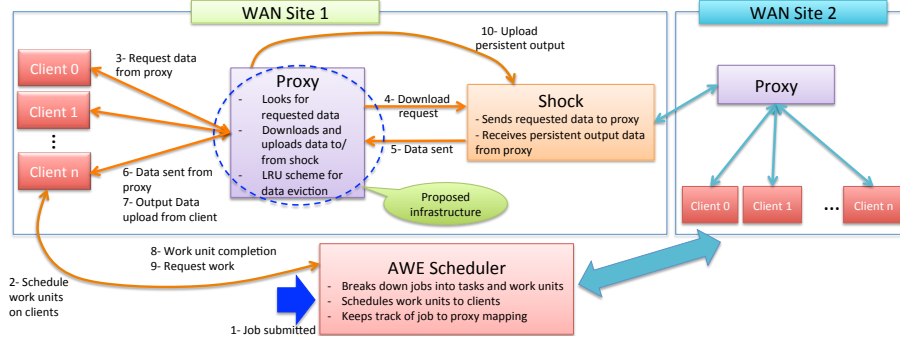 WAN Site 1
WAN Site 2
10- Upload
persistent output
3- Request data
from proxy
Client 0
Client 1
⋮
Client n
Proxy
- Looks for
requested data
- Downloads and
uploads data to/
from shock
- LRU scheme for
data eviction
4- Download
request
5- Data sent
Shock
- Sends requested data to proxy
- Receives persistent output data
from proxy
Proxy
6- Data sent from
proxy
7- Output Data
upload from client
Proposed
infrastructure
Client 0
Client 1
...
Client n
8- Work unit completion
9- Request work
2- Schedule
work units
on clients
AWE Scheduler
- Breaks down jobs into tasks and work units
- Schedules work units to clients
- Keeps track of job to proxy mapping
1- Job submitted